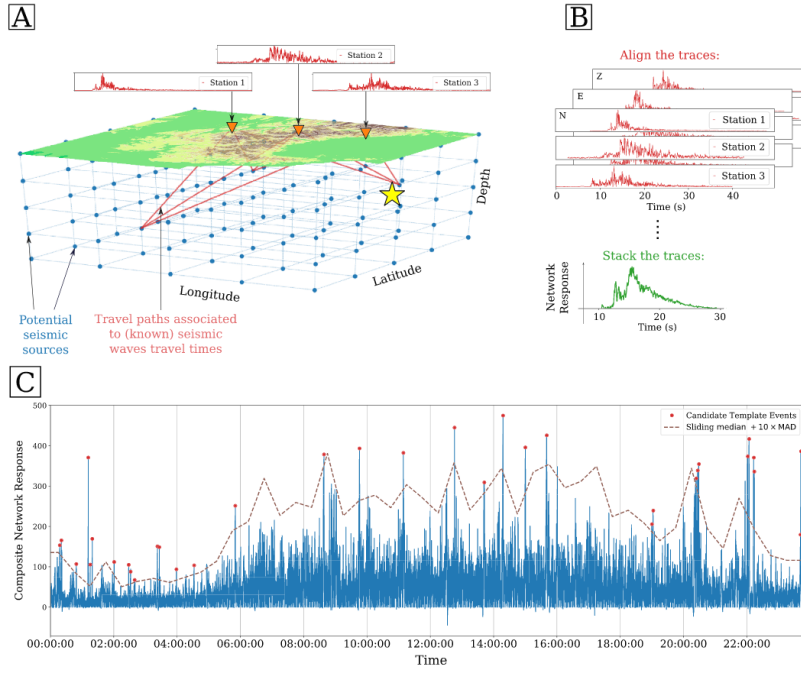 A
Station 2
Station 1
Station 3
Depth
Latitude
Longitude
Potential
seismic
sources
Travel paths associated
to (known) seismic
waves travel times
B
Align the traces:
Z
E
N
Station 1
Station 2
Station 3
0 10 20 30 40
Time (s)
Stack the traces:
Network
Response
10 20 30
Time (s)
C
Candidate Template Events
Sliding median + 10 × MAD
Composite Network Response
500
400
300
200
100
0
00:00:00 02:00:00 04:00:00 06:00:00 08:00:00 10:00:00 12:00:00 14:00:00 16:00:00 18:00:00 20:00:00 22:00:00
Time